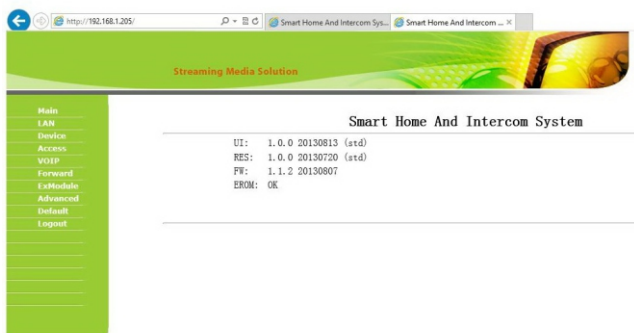 http://192.168.1.205/
Smart Home And Intercom Sys...
Smart Home And Intercom ...
Streaming Media Solution
Main
LAN
Device
Access
VOIP
Forward
ExModule
Advanced
Default
Logout
Smart Home And Intercom System
UI: 1.0.0 20130813 (std)
RES: 1.0.0 20130720 (std)
FW: 1.1.2 20130807
EROM: OK